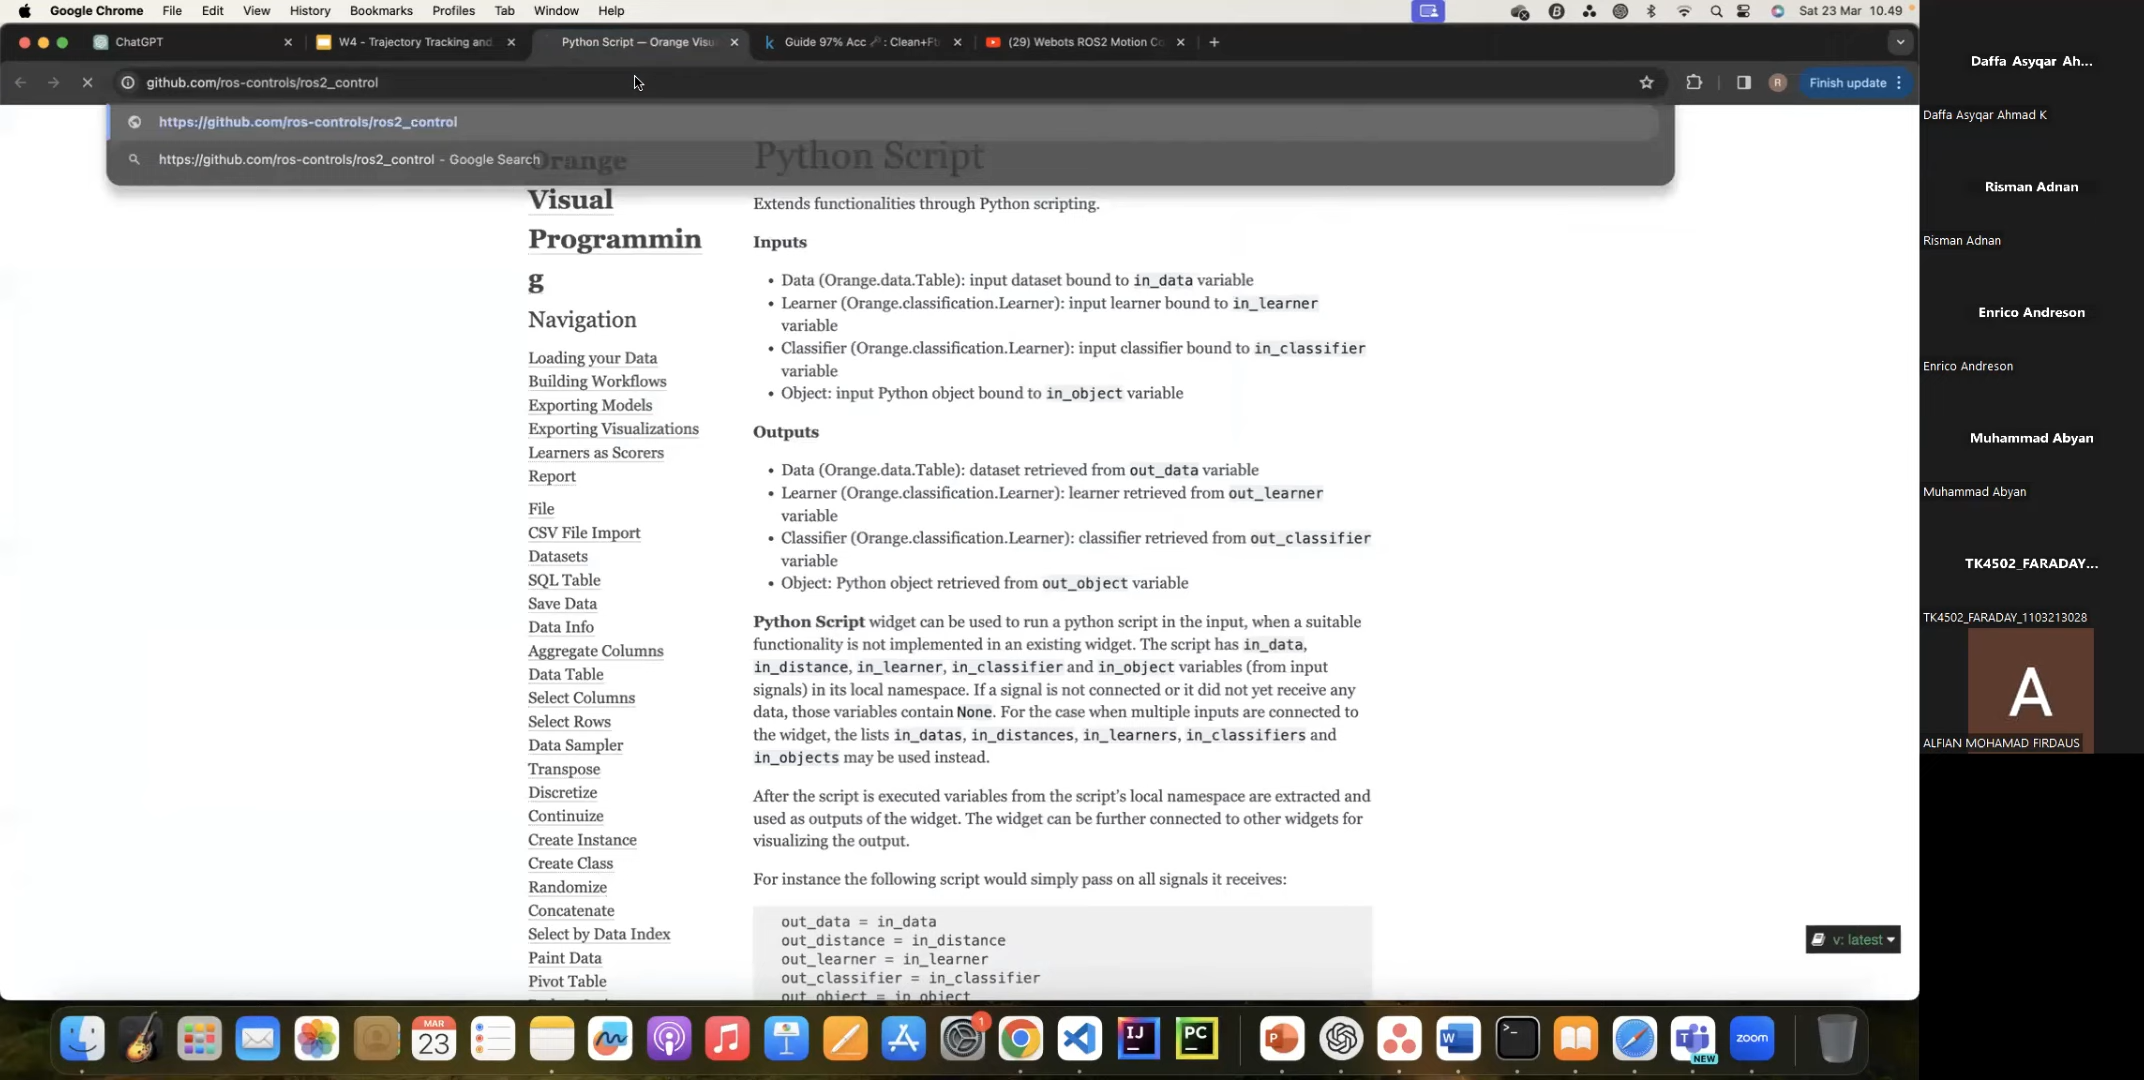 Google Chrome File Edit View History Bookmarks Profiles Tab Window Help Sat 23 Mar 10.49
ChatGPT
W4 - Trajectory Tracking and
Python Script — Orange Visu
Guide 97% Acc
: Clean+Ft
(29) Webots ROS2 Motion Co
github.com/ros-controls/ros2_control
Finish update
https://github.com/ros-controls/ros2_control
https://github.com/ros-controls/ros2_control - Google Search
Orange
Visual
Programmin
g
Navigation
Loading your Data
Building Workflows
Exporting Models
Exporting Visualizations
Learners as Scorers
Report
File
CSV File Import
Datasets
SQL Table
Save Data
Data Info
Aggregate Columns
Data Table
Select Columns
Select Rows
Data Sampler
Transpose
Discretize
Continuize
Create Instance
Create Class
Randomize
Concatenate
Select by Data Index
Paint Data
Pivot Table
Python Script
Extends functionalities through Python scripting.
Inputs
• Data (Orange.data.Table): input dataset bound to in_data variable
• Learner (Orange.classification.Learner): input learner bound to in_learner
variable
• Classifier (Orange.classification.Learner): input classifier bound to in_classifier
variable
• Object: input Python object bound to in_object variable
Outputs
• Data (Orange.data.Table): dataset retrieved from out_data variable
• Learner (Orange.classification.Learner): learner retrieved from out_learner
variable
• Classifier (Orange.classification.Learner): classifier retrieved from out_classifier
variable
• Object: Python object retrieved from out_object variable
Python Script widget can be used to run a python script in the input, when a suitable
functionality is not implemented in an existing widget. The script has in_data,
in_distance, in_learner, in_classifier and in_object variables (from input
signals) in its local namespace. If a signal is not connected or it did not yet receive any
data, those variables contain None. For the case when multiple inputs are connected to
the widget, the lists in_datas, in_distances, in_learners, in_classifiers and
in_objects may be used instead.
After the script is executed variables from the script's local namespace are extracted and
used as outputs of the widget. The widget can be further connected to other widgets for
visualizing the output.
For instance the following script would simply pass on all signals it receives:
out_data = in_data
out_distance = in_distance
out_learner = in_learner
out_classifier = in_classifier
out_object = in_object
v: latest
Daffa Asyqar Ah...
Daffa Asyqar Ahmad K
Risman Adnan
Risman Adnan
Enrico Andreson
Enrico Andreson
Muhammad Abyan
Muhammad Abyan
TK4502_FARADAY...
TK4502_FARADAY_1103213028
A
ALFIAN MOHAMAD FIRDAUS
R
MAR
23
1
IJ
PC
P
W
>_
T
NEW
zoom